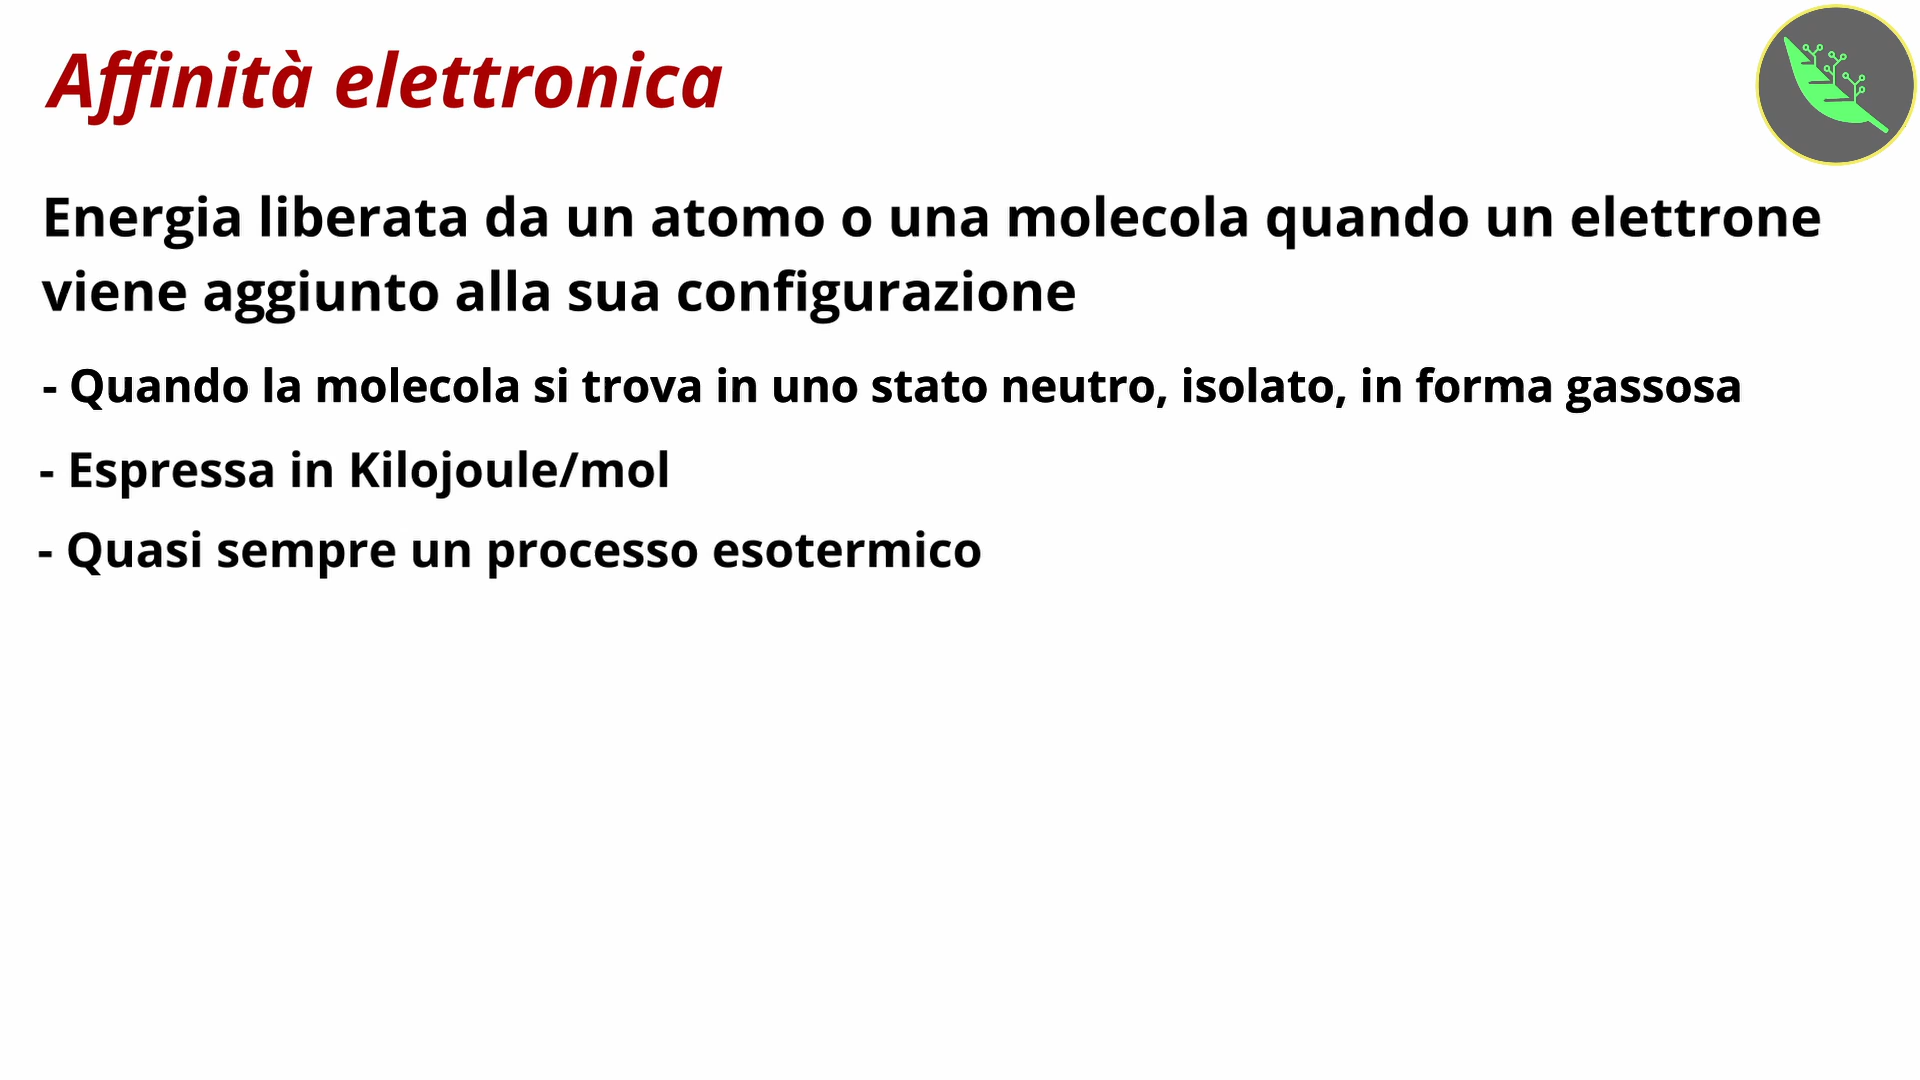 Affinità elettronica
Energia liberata da un atomo o una molecola quando un elettrone
viene aggiunto alla sua configurazione
- Quando la molecola si trova in uno stato neutro, isolato, in forma gassosa
- Espressa in Kilojoule/mol
- Quasi sempre un processo esotermico